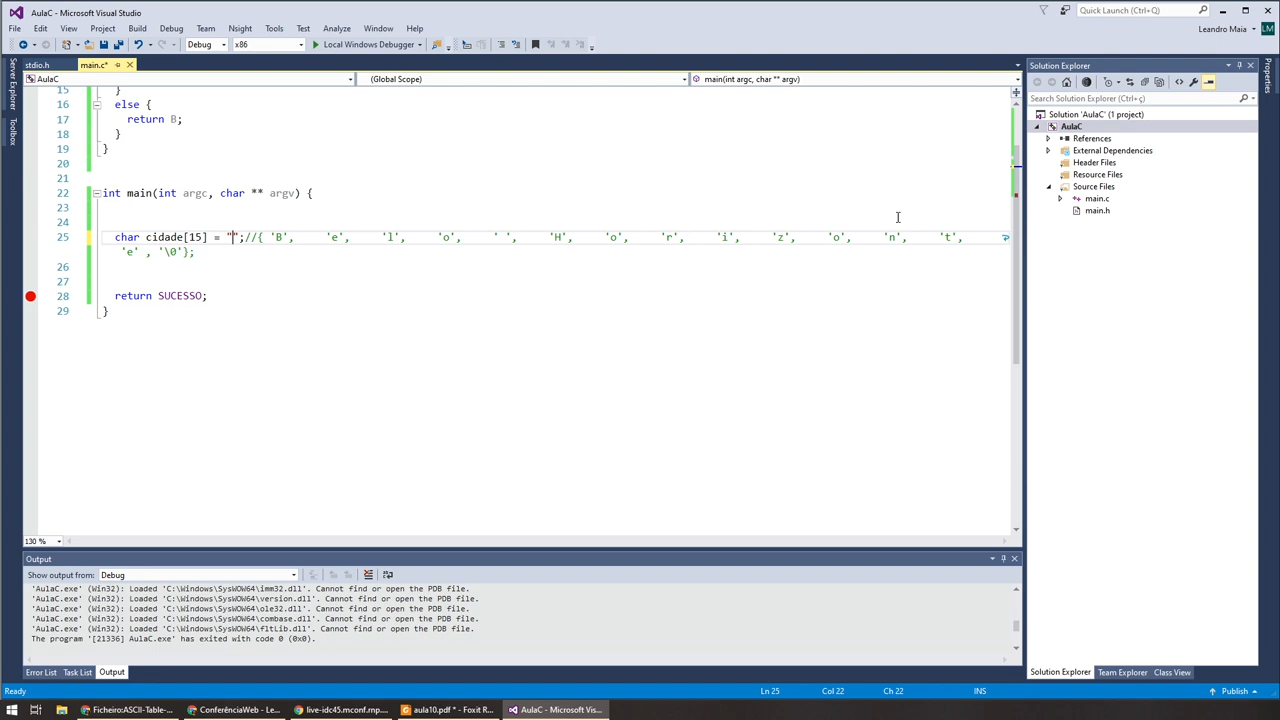 AulaC - Microsoft Visual Studio
Quick Launch (Ctrl+Q)
File Edit View Project Build Debug Team Nsight Tools Test Analyze Window Help
Leandro Maia LM
Debug x86 Local Windows Debugger
stdio.h main.c*
AulaC (Global Scope) main(int argc, char ** argv)
Server Explorer
Toolbox
15 }
16 else {
17 return B;
18 }
19 }
20
21
22 int main(int argc, char ** argv) {
23
24
25 char cidade[15] = "";//{ 'B', 'e', 'l', 'o', ' ', 'H', 'o', 'r', 'i', 'z', 'o', 'n', 't',
'e' , '\0'};
26
27
28 return SUCESSO;
29 }
130 %
Solution Explorer
Search Solution Explorer (Ctrl+ç)
Solution 'AulaC' (1 project)
AulaC
References
External Dependencies
Header Files
Resource Files
Source Files
main.c
main.h
Properties
Output
Show output from: Debug
'AulaC.exe' (Win32): Loaded 'C:\Windows\SysWOW64\imm32.dll'. Cannot find or open the PDB file.
'AulaC.exe' (Win32): Loaded 'C:\Windows\SysWOW64\version.dll'. Cannot find or open the PDB file.
'AulaC.exe' (Win32): Loaded 'C:\Windows\SysWOW64\ole32.dll'. Cannot find or open the PDB file.
'AulaC.exe' (Win32): Loaded 'C:\Windows\SysWOW64\combase.dll'. Cannot find or open the PDB file.
'AulaC.exe' (Win32): Loaded 'C:\Windows\SysWOW64\fltLib.dll'. Cannot find or open the PDB file.
The program '[21336] AulaC.exe' has exited with code 0 (0x0).
Error List Task List Output
Solution Explorer Team Explorer Class View
Ready Ln 25 Col 22 Ch 22 INS Publish
Ficheiro:ASCII-Table-... ConferênciaWeb - Le... live-idc45.mconf.rnp.... aula10.pdf * - Foxit R... AulaC - Microsoft Vis...